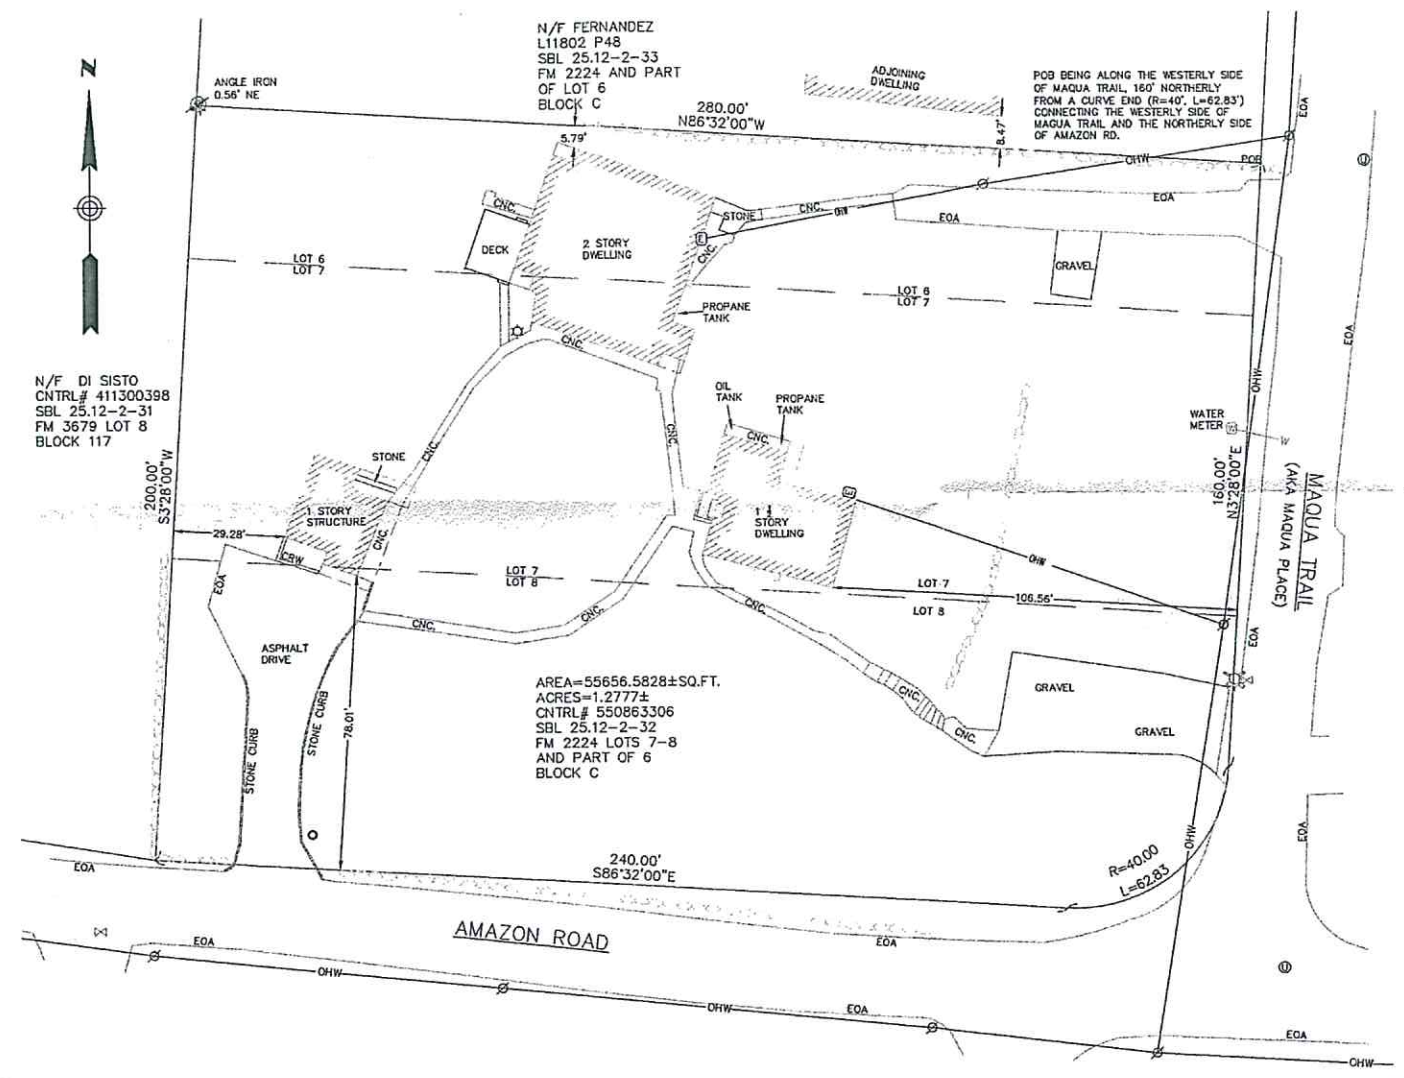 N/F FERNANDEZ
L11802 P48
SBL 25.12-2-33
FM 2224 AND PART
OF LOT 6
BLOCK C
ADJOINING
DWELLING
POB BEING ALONG THE WESTERLY SIDE
OF MAQUA TRAIL, 160' NORTHERLY
FROM A CURVE END (R=40', L=62.83')
CONNECTING THE WESTERLY SIDE OF
MAQUA TRAIL AND THE NORTHERLY SIDE
OF AMAZON RD.
N
ANGLE IRON
0.56' NE
280.00'
N86°32'00"W
5.79'
8.47'
EOA
OHW
POB
EOA
EOA
CNC.
STONE
CNC.
OHW
E
CNC.
DECK
2 STORY
DWELLING
GRAVEL
LOT 6
LOT 7
LOT 6
LOT 7
PROPANE
TANK
CNC.
EOA
OHW
N/F DI SISTO
CNTRL# 411300398
SBL 25.12-2-31
FM 3679 LOT 8
BLOCK 117
OIL
TANK
PROPANE
TANK
WATER
METER
W
CNC.
CNC.
CNC.
STONE
200.00'
S3°28'00"W
160.00'
N3°28'00"E
MAQUA TRAIL
(AKA MAQUA PLACE)
1 STORY
STRUCTURE
CNC.
29.28'
CRW
E
1 ½
STORY
DWELLING
OHW
EOA
LOT 7
LOT 8
LOT 7
106.56'
LOT 8
CNC.
CNC.
CNC.
EOA
ASPHALT
DRIVE
AREA=55656.5828±SQ.FT.
ACRES=1.2777±
CNTRL# 550863306
SBL 25.12-2-32
FM 2224 LOTS 7-8
AND PART OF 6
BLOCK C
STONE CURB
STONE CURB
78.01'
CNC.
CNC.
GRAVEL
GRAVEL
OHW
EOA
240.00'
S86°32'00"E
R=40.00
L=62.83
EOA
AMAZON ROAD
EOA
EOA
OHW
OHW
EOA
EOA
OHW